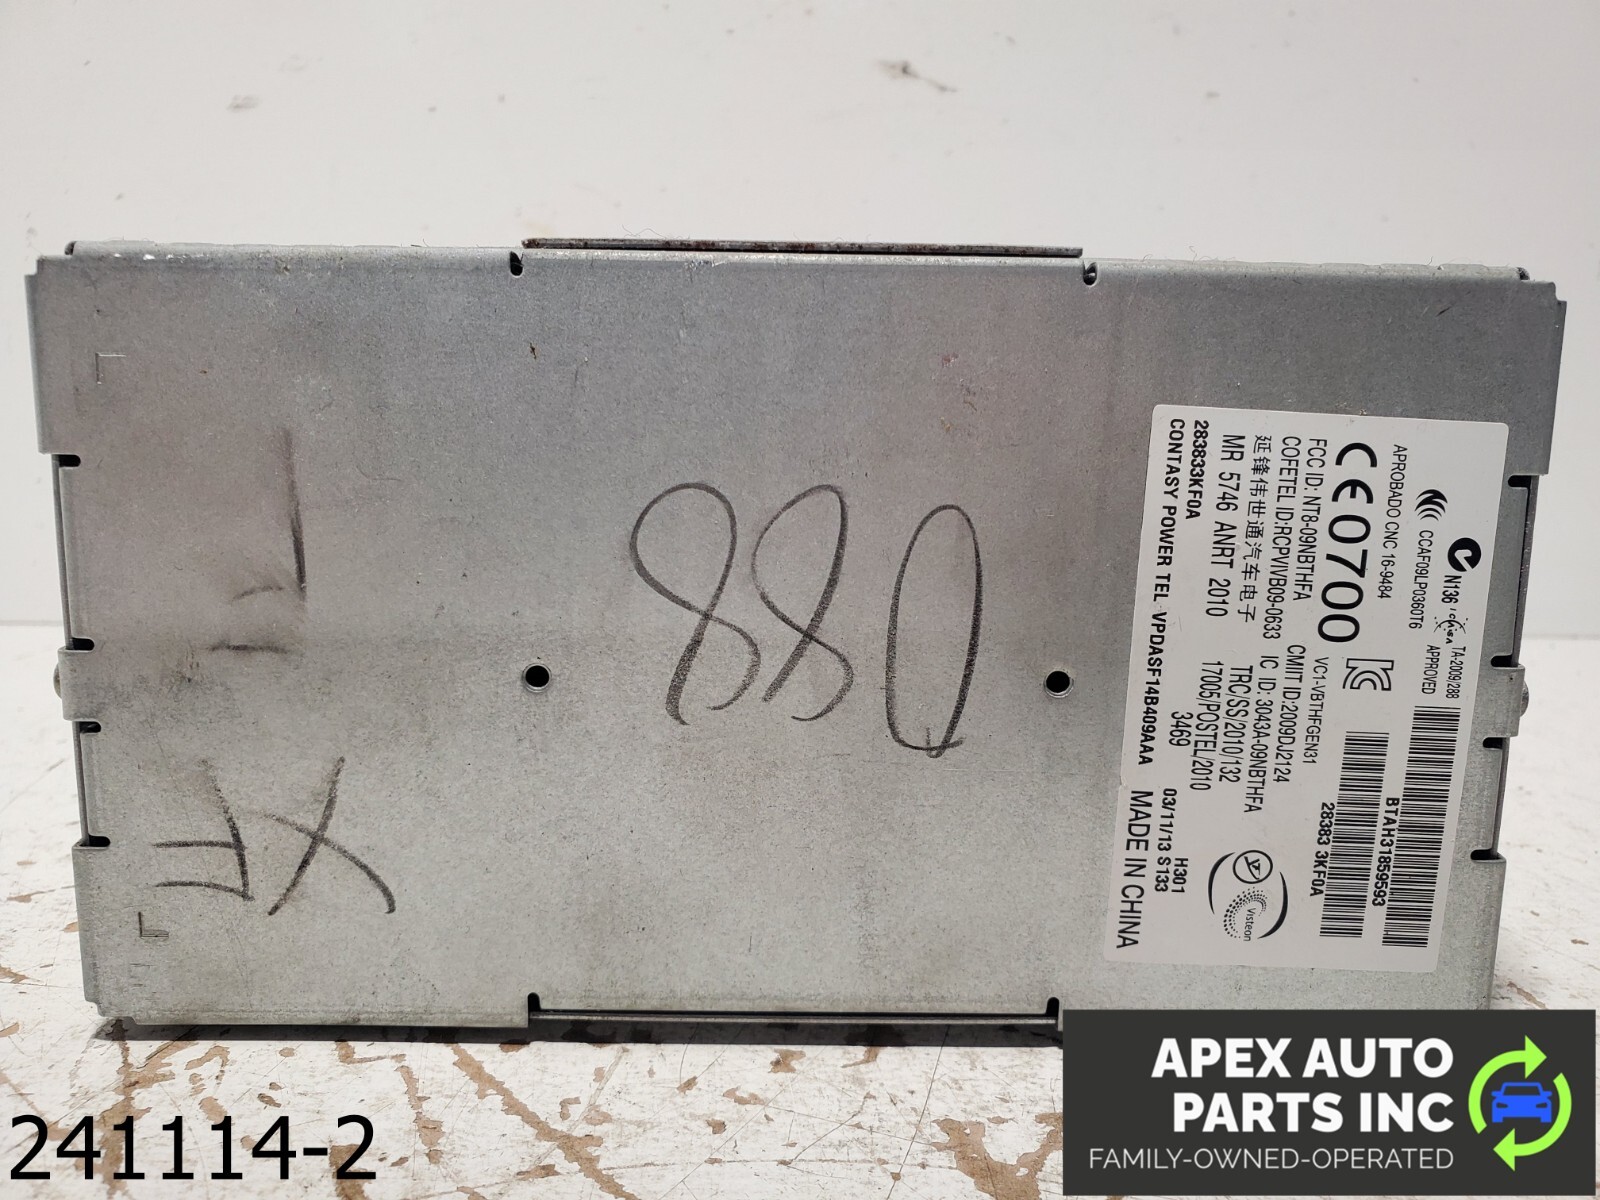 N136
TA-2009/288
APPROVED
CCAF09LP0360T6
BTAH31859593
APROBADO CNC 16-9484
CE0700
28383 3KF0A
FCC ID: NT8-09NBTHFA
VC1-VBTHFGEN31
COFETEL ID:RCPVIVB09-0633
CMIIT ID:2009DJ2124
延锋伟世通汽车电子
IC ID: 3043A-09NBTHFA
Visteon
MR 5746 ANRT 2010
TRC/SS/2010/132
17005/POSTEL/2010
283833KF0A
3469
H301
CONTASY POWER TEL VPDASF14B409AAA
03/11/13 S133
MADE IN CHINA
880
FX
241114-2
APEX AUTO
PARTS INC
FAMILY-OWNED-OPERATED